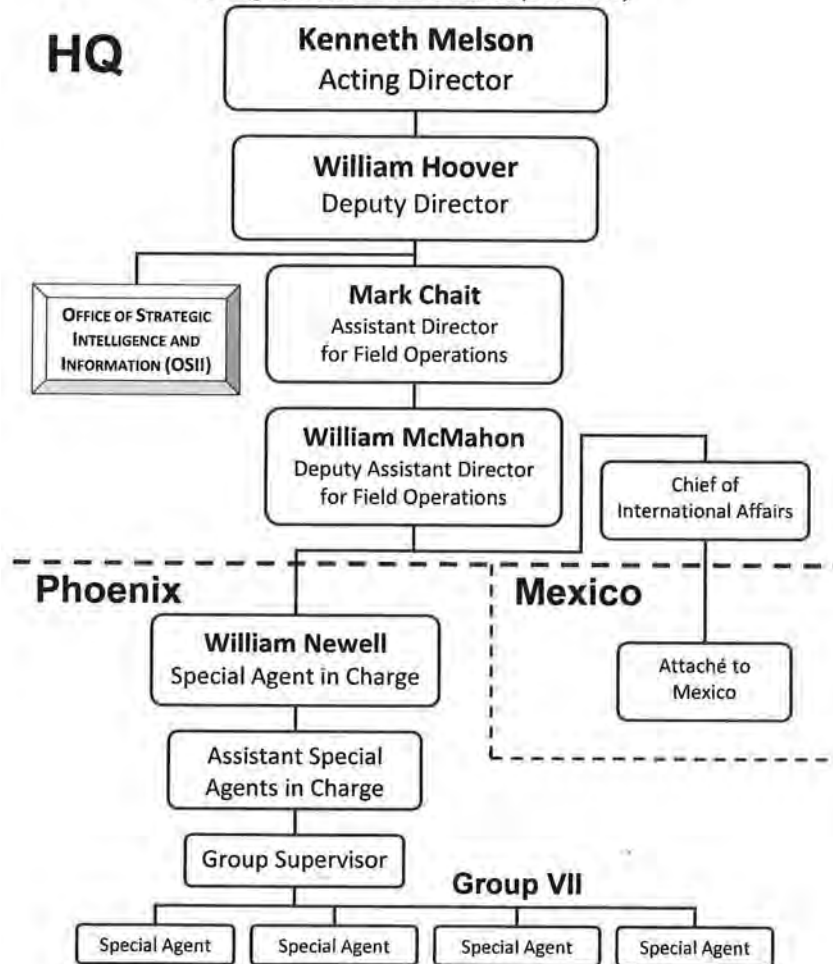 HQ
Kenneth Melson
Acting Director
William Hoover
Deputy Director
OFFICE OF STRATEGIC
INTELLIGENCE AND
INFORMATION (OSII)
Mark Chait
Assistant Director
for Field Operations
William McMahon
Deputy Assistant Director
for Field Operations
Chief of
International Affairs
Phoenix
Mexico
William Newell
Special Agent in Charge
Attaché to
Mexico
Assistant Special
Agents in Charge
Group Supervisor
Group VII
Special Agent
Special Agent
Special Agent
Special Agent